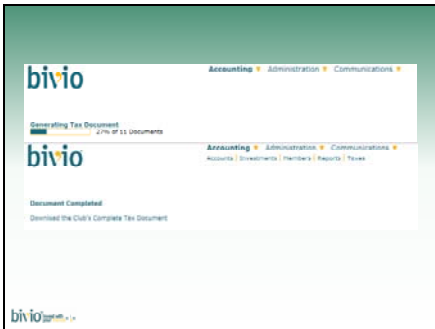 bivio
Accounting Administration Communications
Generating Tax Document
27% of 11 Documents
bivio
Accounting Administration Communications
Accounts | Investments | Members | Reports | Taxes
Document Completed
Download the Club's Complete Tax Document
bivio